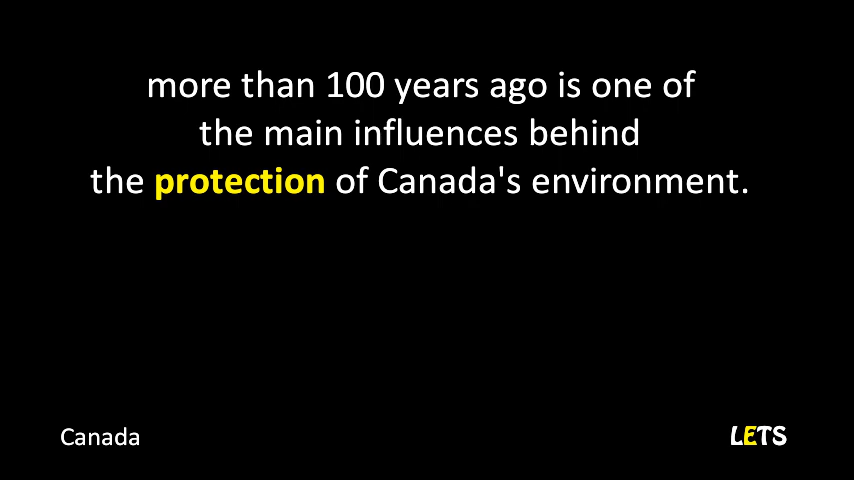 more than 100 years ago is one of
the main influences behind
the protection of Canada's environment.
Canada
LETS